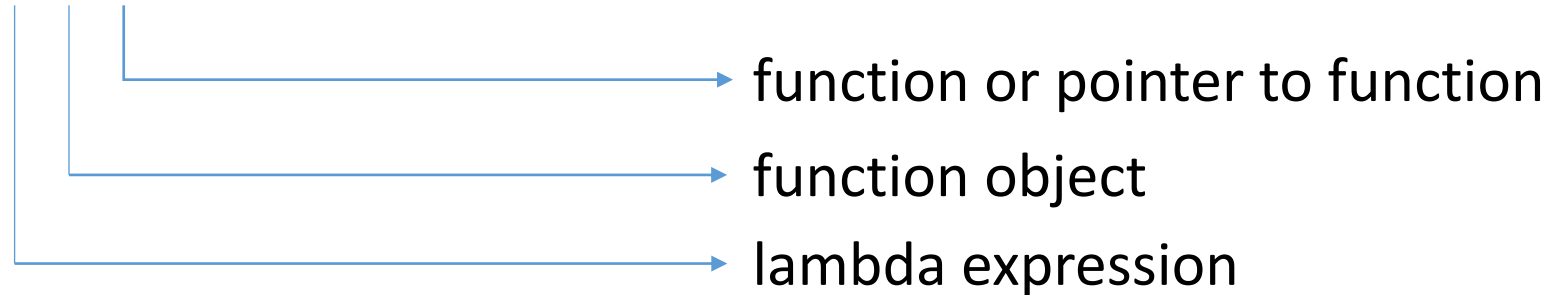 function or pointer to function
function object
lambda expression